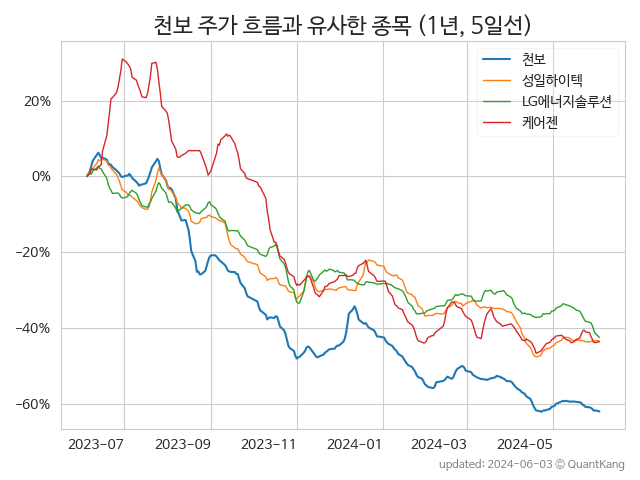 천보 주가 흐름과 유사한 종목 (1년, 5일선)
천보
성일하이텍
LG에너지솔루션
케어젠
20%
0%
−20%
−40%
−60%
2023−07
2023−09
2023−11
2024−01
2024−03
2024−05
updated: 2024-06-03 © QuantKang